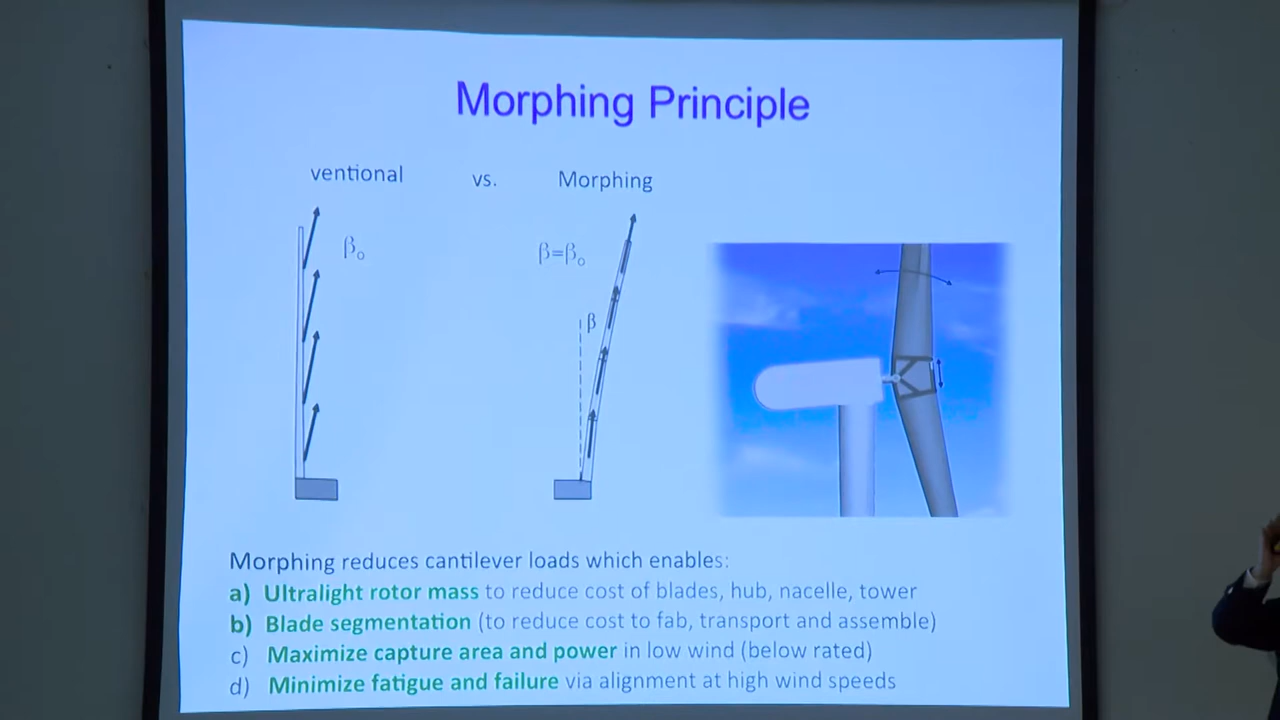 Morphing Principle
ventional vs. Morphing
β₀ β=β₀
β
Morphing reduces cantilever loads which enables:
a) Ultralight rotor mass to reduce cost of blades, hub, nacelle, tower
b) Blade segmentation (to reduce cost to fab, transport and assemble)
c) Maximize capture area and power in low wind (below rated)
d) Minimize fatigue and failure via alignment at high wind speeds